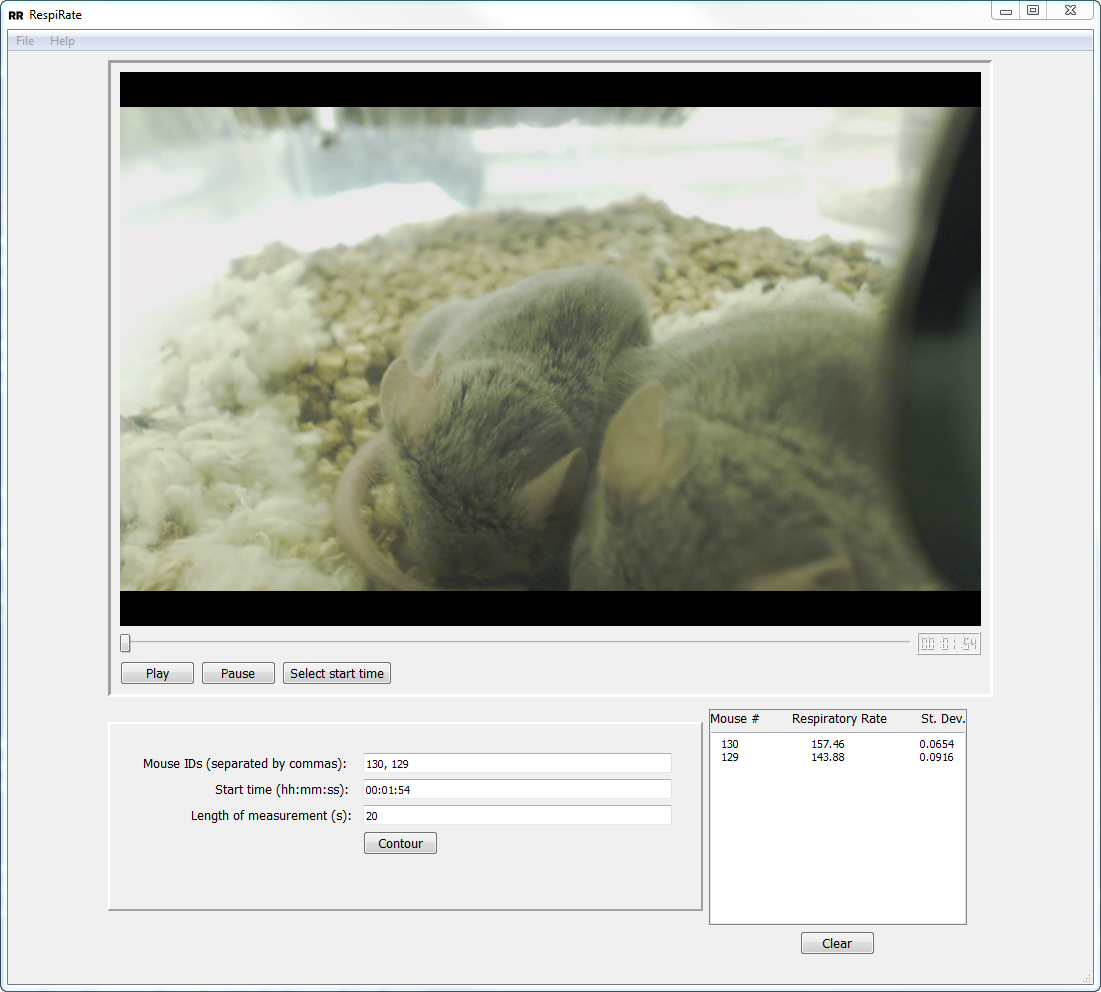 RR RespiRate
File Help
00:01:54
Play Pause Select start time
Mouse # Respiratory Rate St. Dev.
130 157.46 0.0654
129 143.88 0.0916
Mouse IDs (separated by commas): 130, 129
Start time (hh:mm:ss): 00:01:54
Length of measurement (s): 20
Contour
Clear